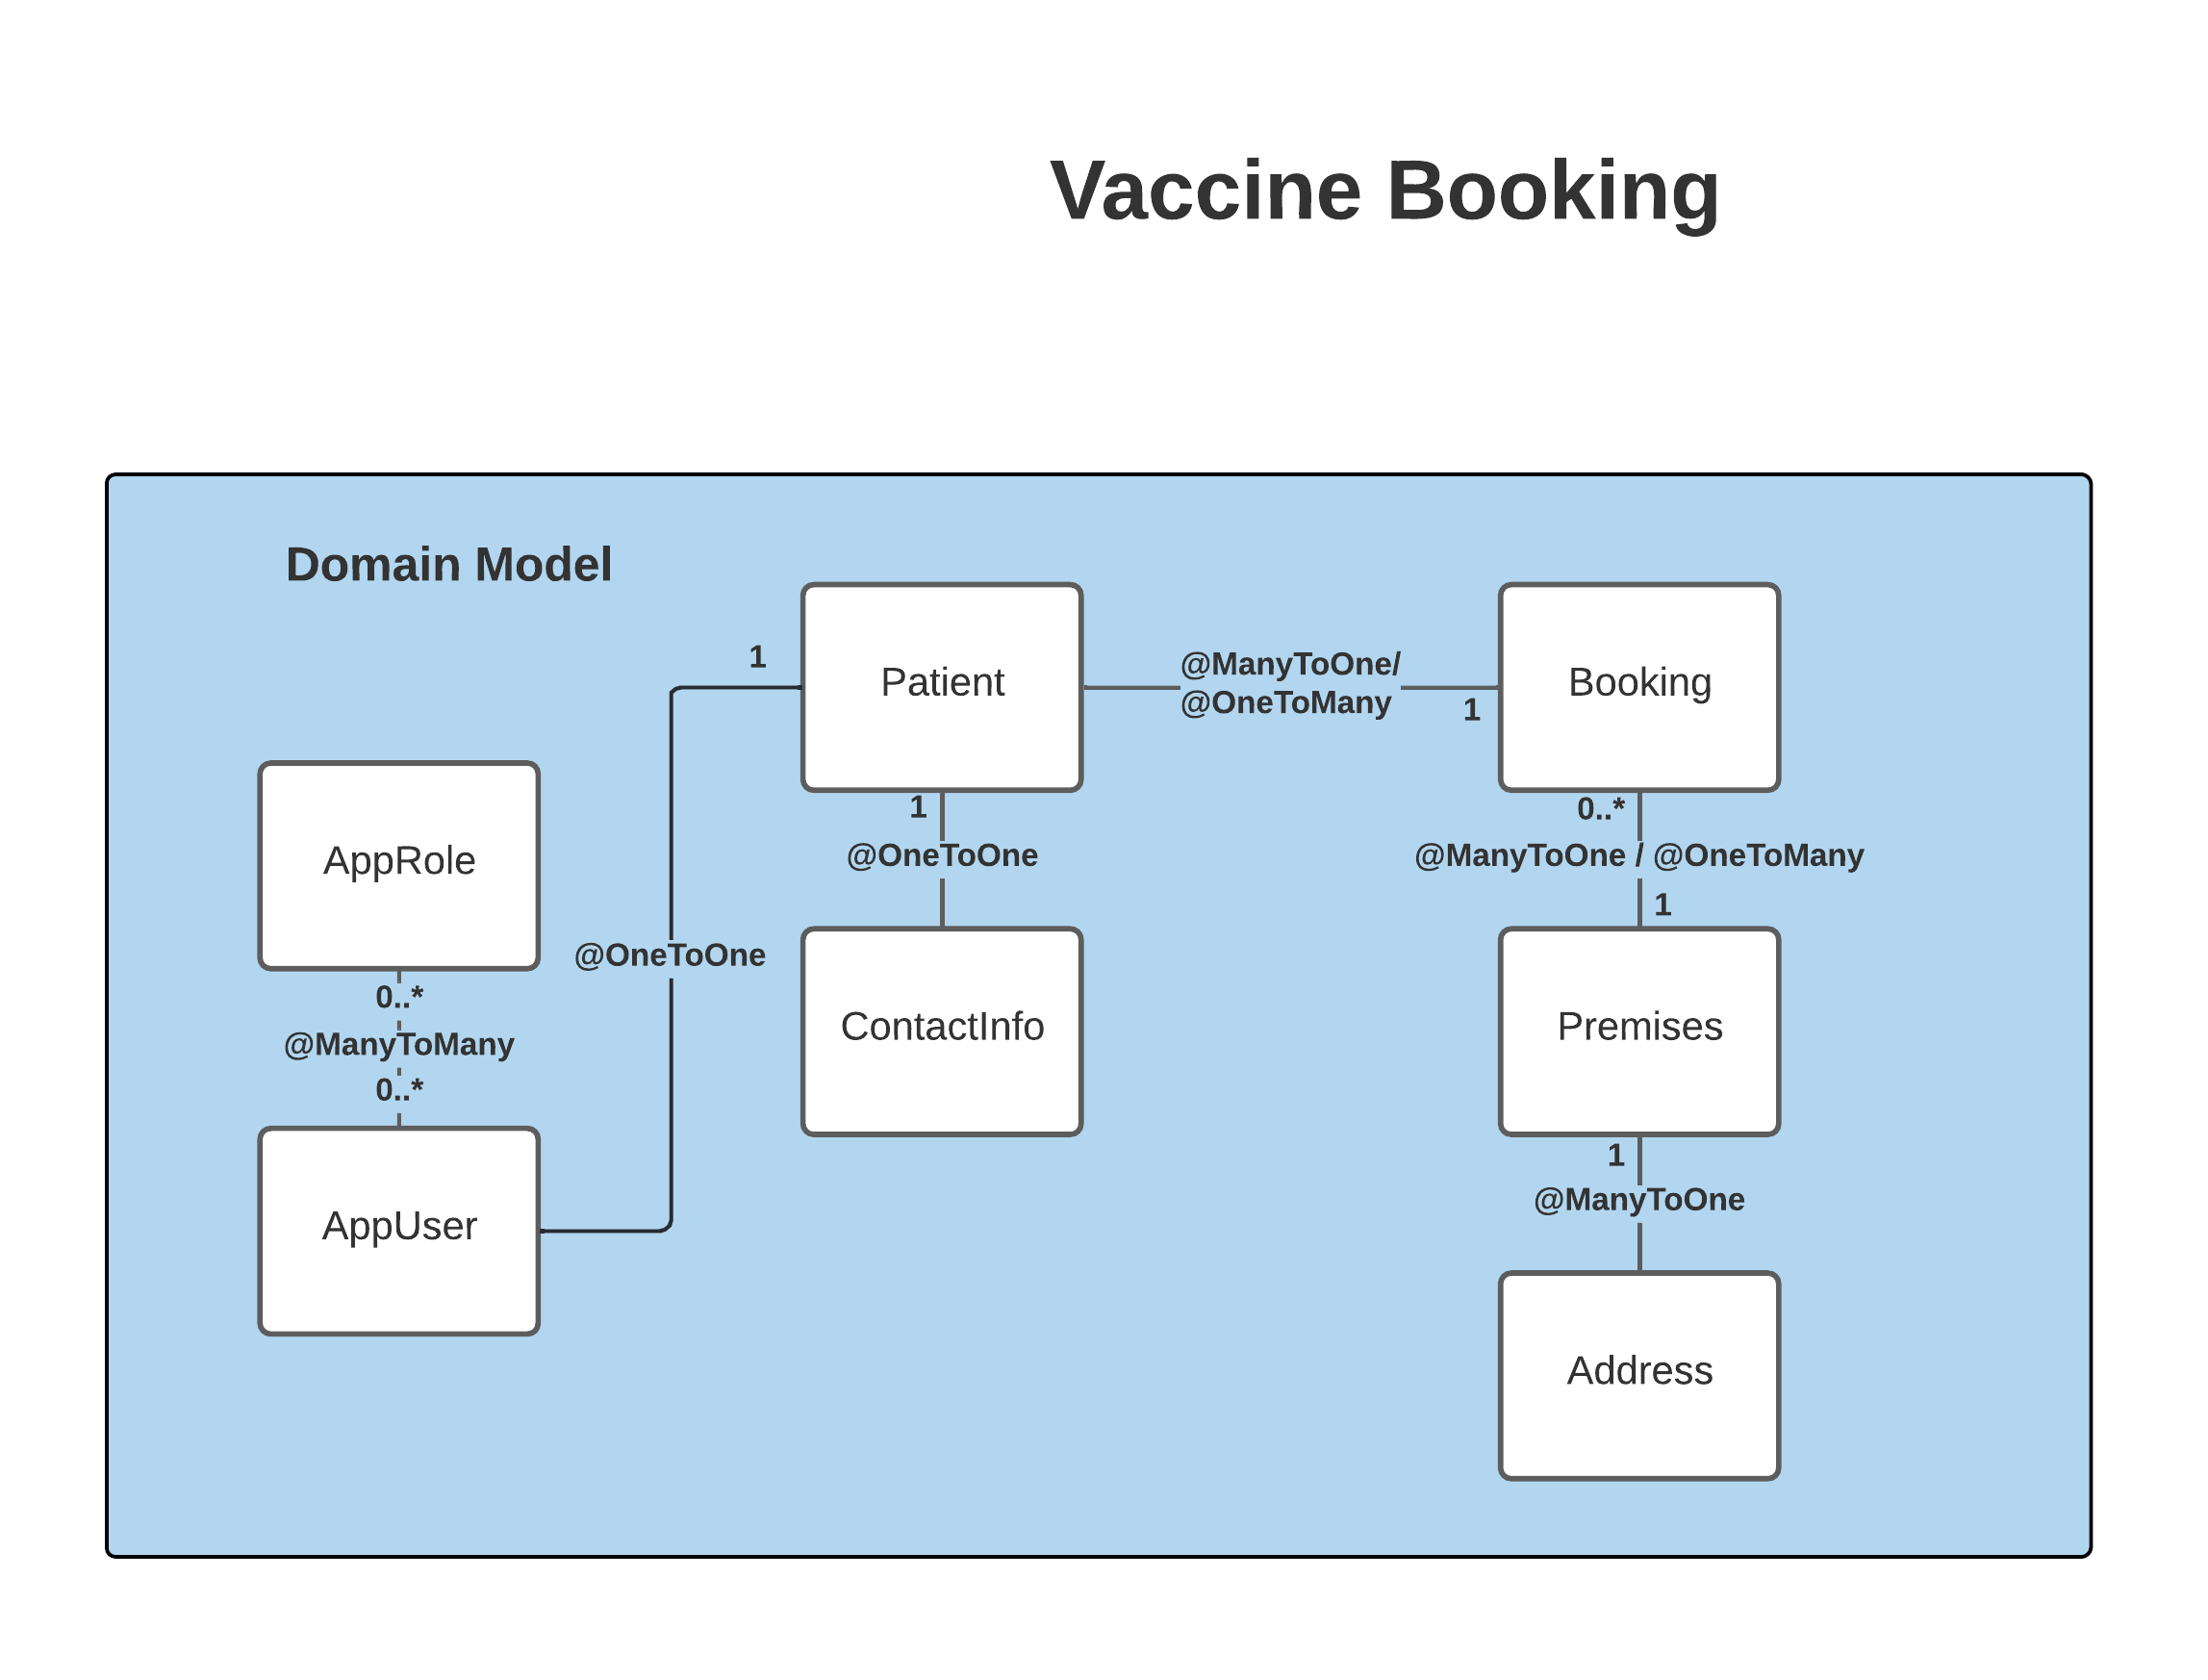 Vaccine Booking
Domain Model
Patient
Booking
1
@ManyToOne/
@OneToMany
1
AppRole
1
@OneToOne
0..*
@ManyToOne / @OneToMany
1
@OneToOne
ContactInfo
Premises
0..*
@ManyToMany
0..*
AppUser
1
@ManyToOne
Address